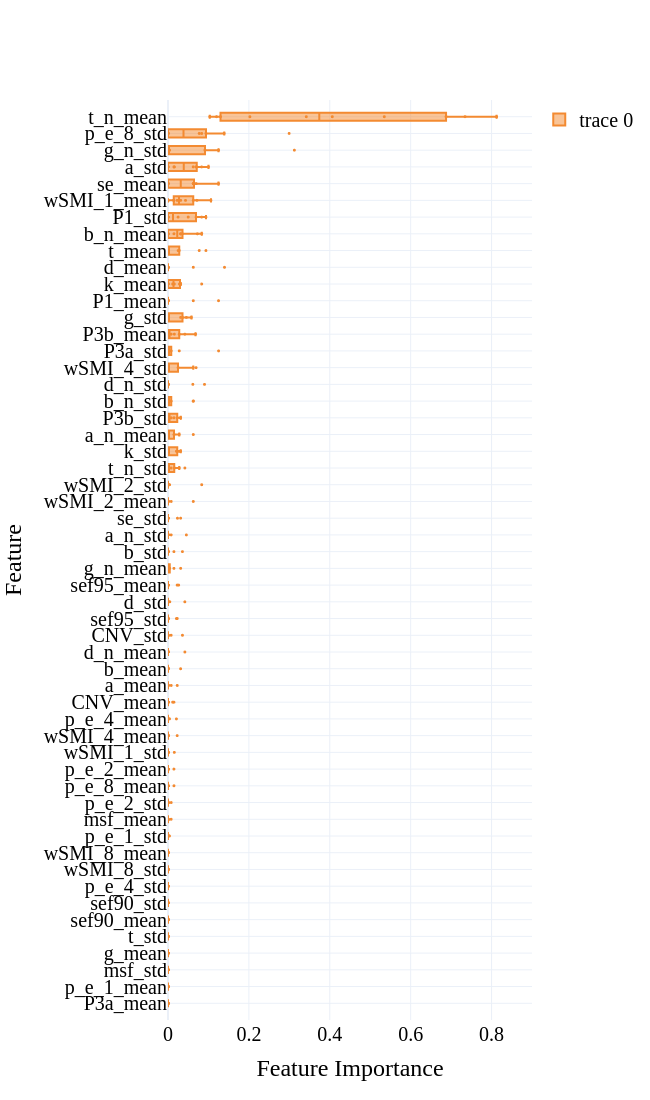 t_n_mean
trace 0
p_e_8_std
g_n_std
a_std
se_mean
wSMI_1_mean
P1_std
b_n_mean
t_mean
d_mean
k_mean
P1_mean
g_std
P3b_mean
P3a_std
wSMI_4_std
d_n_std
b_n_std
P3b_std
a_n_mean
k_std
t_n_std
wSMI_2_std
wSMI_2_mean
se_std
a_n_std
b_std
g_n_mean
sef95_mean
d_std
sef95_std
CNV_std
d_n_mean
b_mean
a_mean
CNV_mean
p_e_4_mean
wSMI_4_mean
wSMI_1_std
p_e_2_mean
p_e_8_mean
p_e_2_std
msf_mean
p_e_1_std
wSMI_8_mean
wSMI_8_std
p_e_4_std
sef90_std
sef90_mean
t_std
g_mean
msf_std
p_e_1_mean
P3a_mean
Feature
0 0.2 0.4 0.6 0.8
Feature Importance